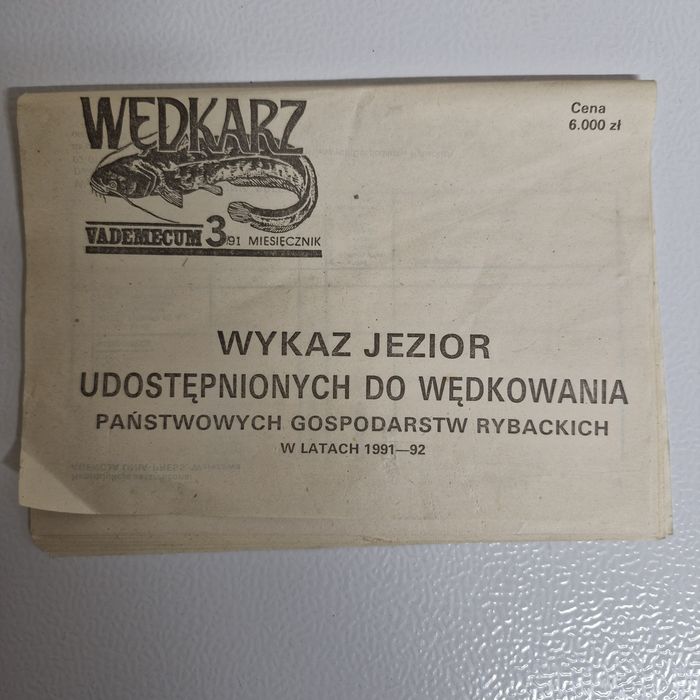 WĘDKARZ
VADEMECUM 3/91 MIESIĘCZNIK
Cena
6.000 zł
WYKAZ JEZIOR
UDOSTĘPNIONYCH DO WĘDKOWANIA
PAŃSTWOWYCH GOSPODARSTW RYBACKICH
W LATACH 1991—92